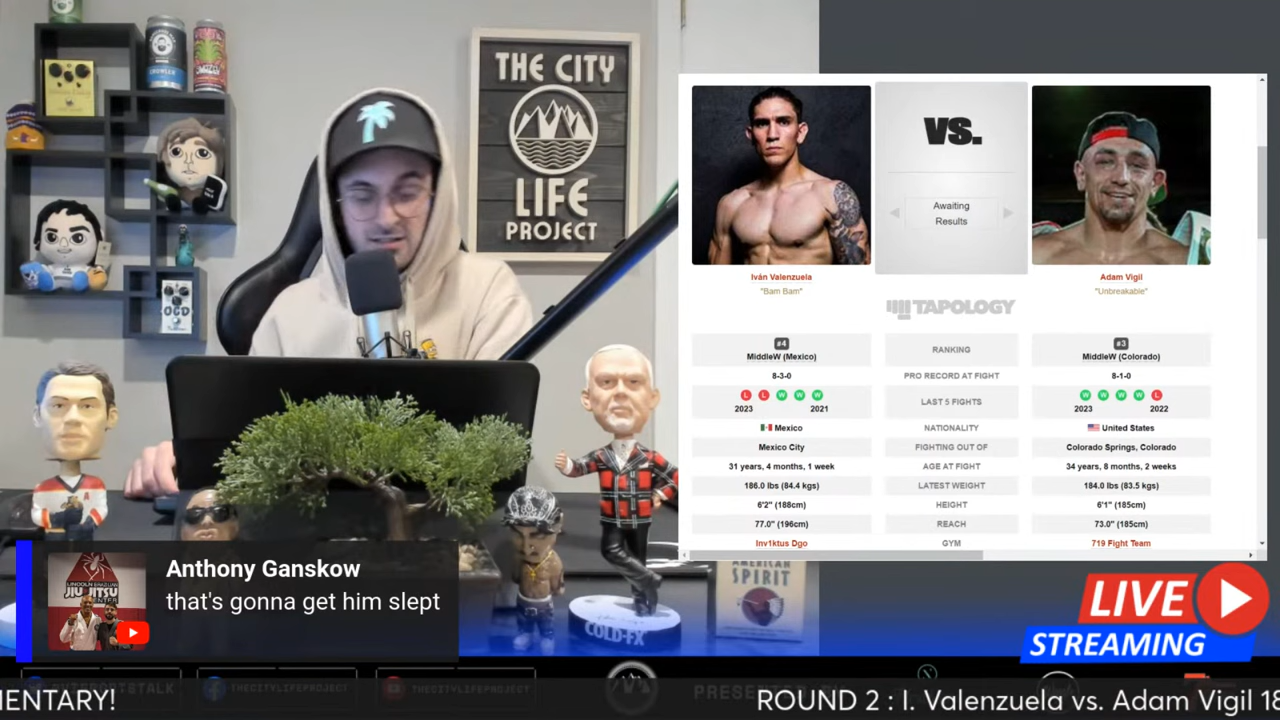 THE CITY
LIFE
PROJECT
OCD
VS.
Awaiting
Results
Iván Valenzuela
"Bam Bam"
Adam Vigil
"Unbreakable"
TAPOLOGY
#4
MiddleW (Mexico)
RANKING
#3
MiddleW (Colorado)
8-3-0
PRO RECORD AT FIGHT
8-1-0
L L W W W
2023 2021
LAST 5 FIGHTS
W W W W L
2023 2022
Mexico
NATIONALITY
United States
Mexico City
FIGHTING OUT OF
Colorado Springs, Colorado
31 years, 4 months, 1 week
AGE AT FIGHT
34 years, 8 months, 2 weeks
186.0 lbs (84.4 kgs)
LATEST WEIGHT
184.0 lbs (83.5 kgs)
6'2" (188cm)
HEIGHT
6'1" (185cm)
77.0" (196cm)
REACH
73.0" (185cm)
Inv1ktus Dgo
GYM
719 Fight Team
Anthony Ganskow
that's gonna get him slept
JIU JITSU
COLD-FX
AMERICAN
SPIRIT
LIVE
STREAMING
THECITYLIFEPROJECT
THECITYLIFEPROJECT
MENTARY!
ROUND 2 : I. Valenzuela vs. Adam Vigil 18